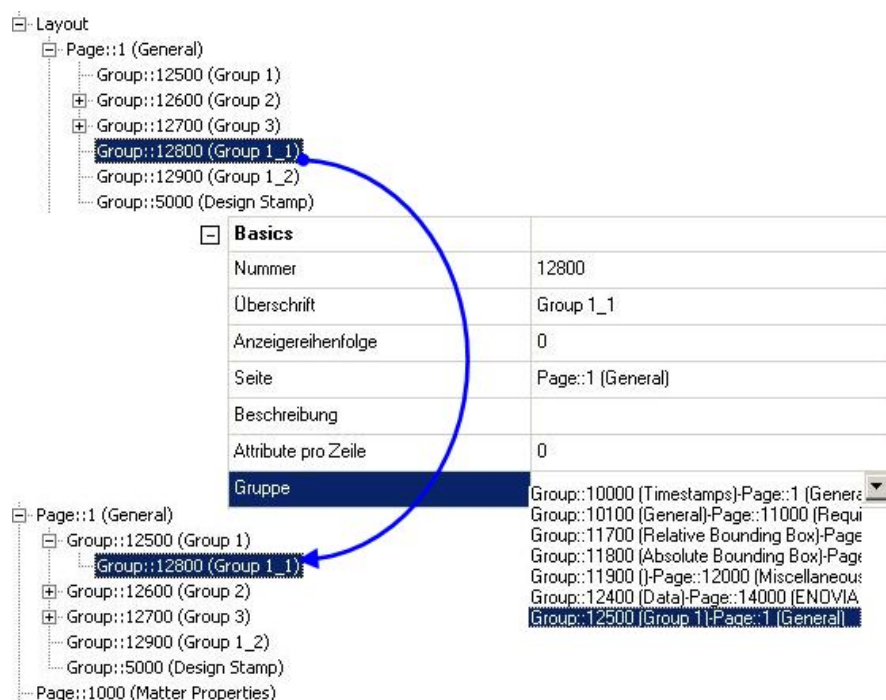 Layout
Page::1 (General)
Group::12500 (Group 1)
Group::12600 (Group 2)
Group::12700 (Group 3)
Group::12800 (Group 1_1)
Group::12900 (Group 1_2)
Group::5000 (Design Stamp)
Basics
Nummer 12800
Überschrift Group 1_1
Anzeigereihenfolge 0
Seite Page::1 (General)
Beschreibung
Attribute pro Zeile 0
Gruppe
Group::10000 (Timestamps)-Page::1 (Genera
Group::10100 (General)-Page::11000 (Requi
Group::11700 (Relative Bounding Box)-Page
Group::11800 (Absolute Bounding Box)-Page
Group::11900 ()-Page::12000 (Miscellaneous
Group::12400 (Data)-Page::14000 (ENOVIA
Group::12500 (Group 1)-Page::1 (General)
Page::1 (General)
Group::12500 (Group 1)
Group::12800 (Group 1_1)
Group::12600 (Group 2)
Group::12700 (Group 3)
Group::12900 (Group 1_2)
Group::5000 (Design Stamp)
Page::1000 (Matter Properties)